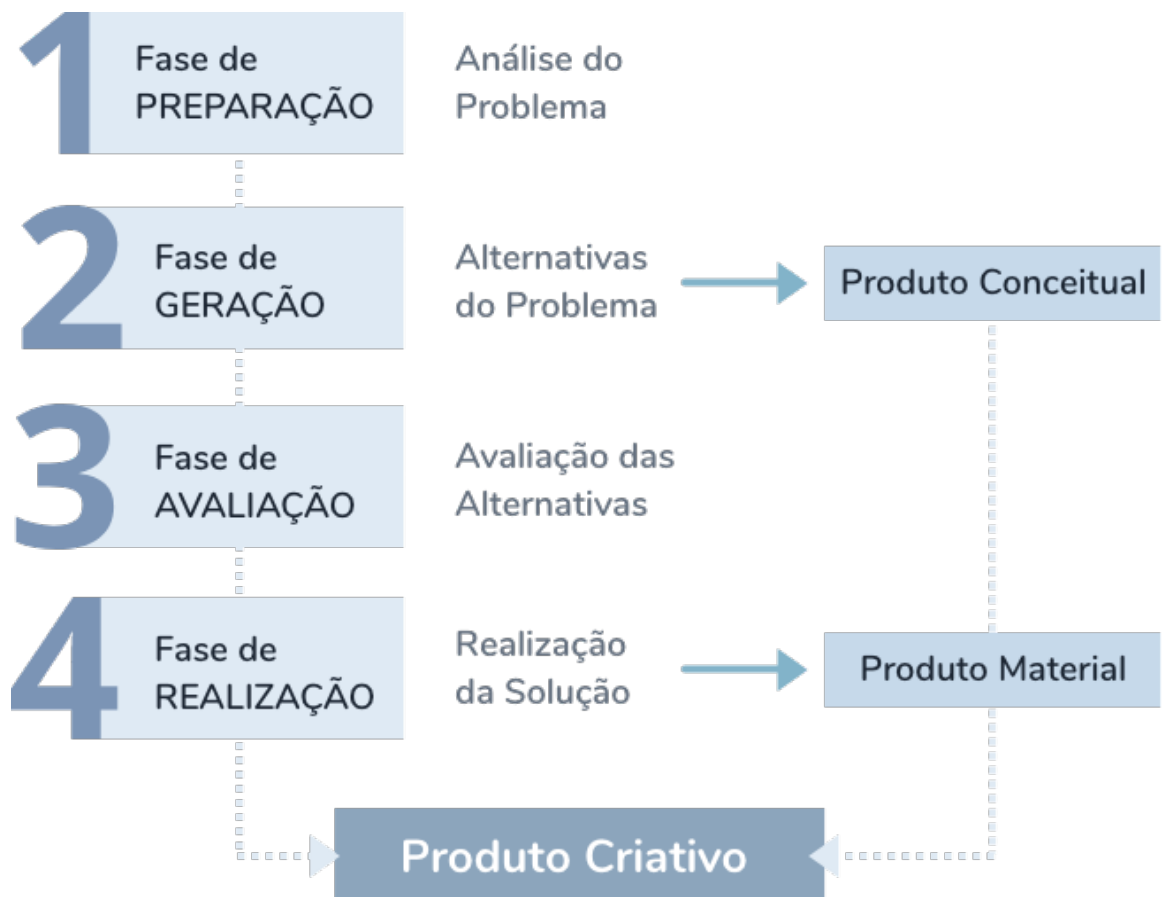 1
Fase de
PREPARAÇÃO
Análise do
Problema
2
Fase de
GERAÇÃO
Alternativas
do Problema
Produto Conceitual
3
Fase de
AVALIAÇÃO
Avaliação das
Alternativas
4
Fase de
REALIZAÇÃO
Realização
da Solução
Produto Material
Produto Criativo